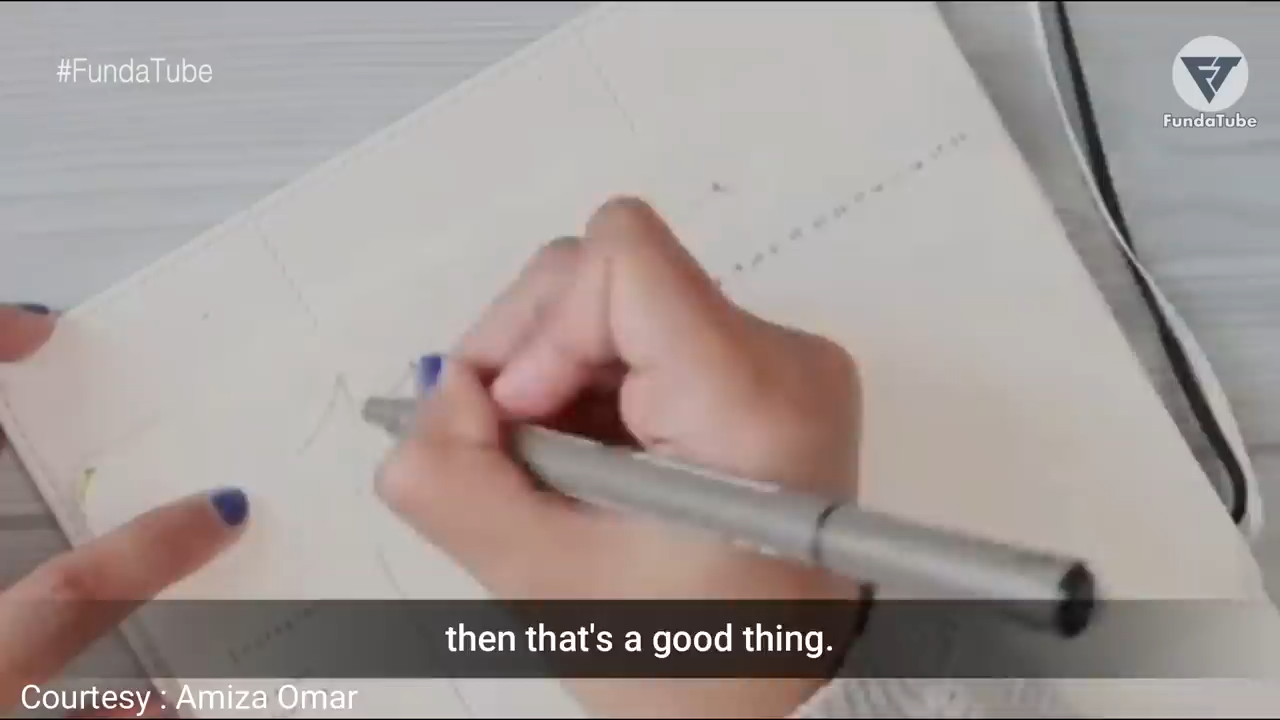 #FundaTube
FundaTube
then that's a good thing.
Courtesy : Amiza Omar